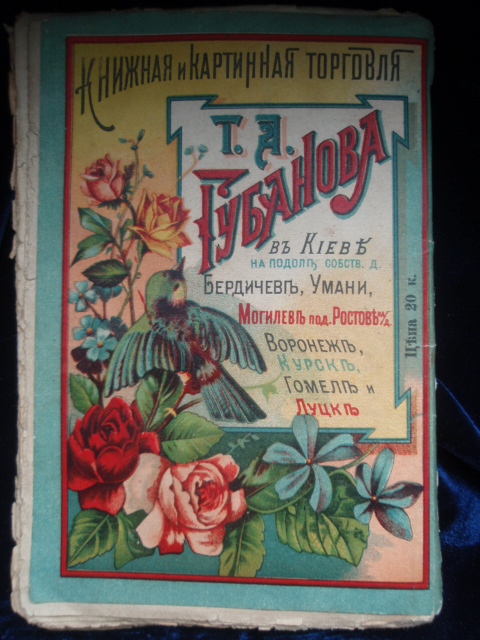 Книжная и Картинная торговля
Т. А.
Губанова
въ Кіевѣ
на Подолѣ, собств. д.
Бердичевѣ, Умани,
Могилевѣ под. Ростовѣ н/д.
Воронежѣ,
Курскѣ,
Гомелѣ и
Луцкѣ
Цѣна 20 к.